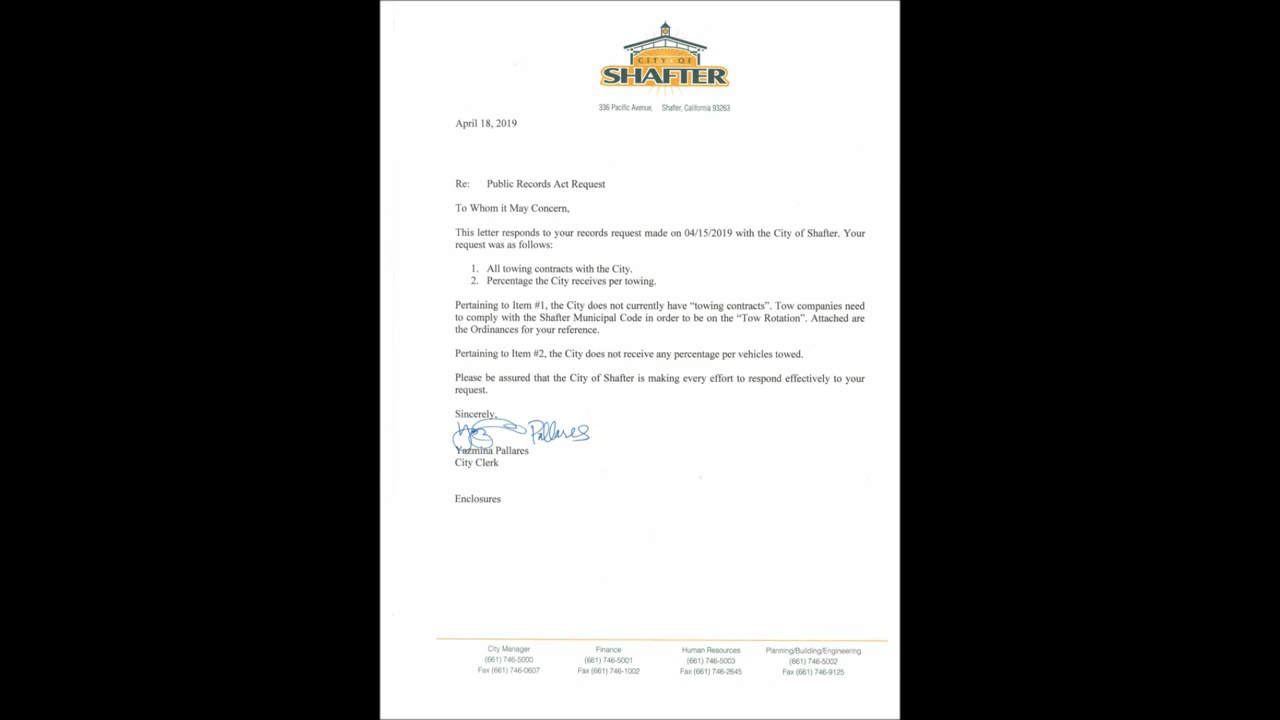 CITY OF
SHAFTER
336 Pacific Avenue, Shafter, California 93263
April 18, 2019
Re: Public Records Act Request
To Whom it May Concern,
This letter responds to your records request made on 04/15/2019 with the City of Shafter. Your
request was as follows:
1. All towing contracts with the City.
2. Percentage the City receives per towing.
Pertaining to Item #1, the City does not currently have “towing contracts”. Tow companies need
to comply with the Shafter Municipal Code in order to be on the “Tow Rotation”. Attached are
the Ordinances for your reference.
Pertaining to Item #2, the City does not receive any percentage per vehicles towed.
Please be assured that the City of Shafter is making every effort to respond effectively to your
request.
Sincerely,
Pallares
Yazmina Pallares
City Clerk
Enclosures
City Manager Finance Human Resources Planning/Building/Engineering
(661) 746-5000 (661) 746-5001 (661) 746-5003 (661) 746-5002
Fax (661) 746-0607 Fax (661) 746-1002 Fax (661) 746-2645 Fax (661) 746-9125